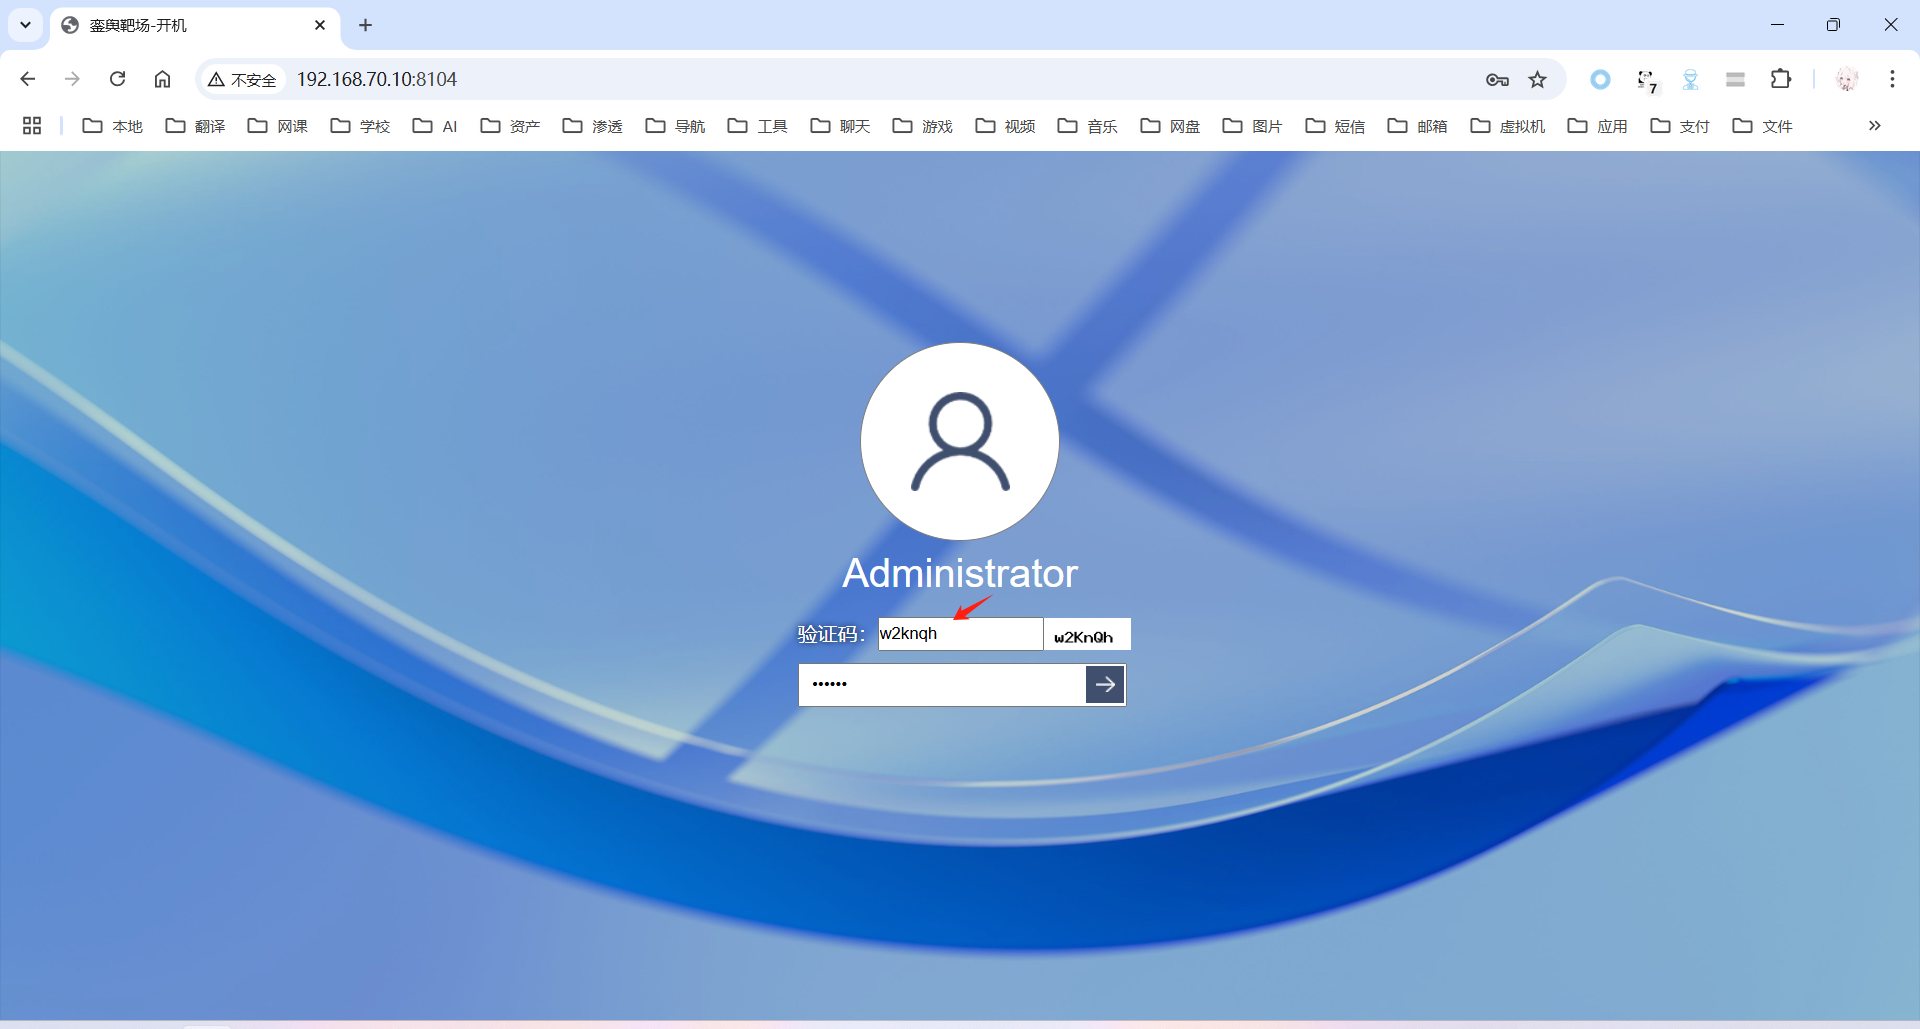 銮舆靶场-开机
不安全 192.168.70.10:8104
7
本地 翻译 网课 学校 AI 资产 渗透 导航 工具 聊天 游戏 视频 音乐 网盘 图片 短信 邮箱 虚拟机 应用 支付 文件
Administrator
验证码： w2knqh w2KnQh